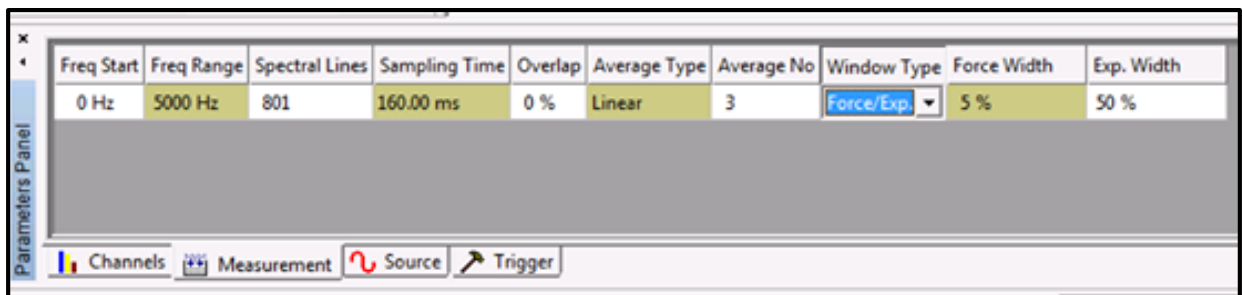 Freq Start Freq Range Spectral Lines Sampling Time Overlap Average Type Average No Window Type Force Width Exp. Width
0 Hz 5000 Hz 801 160.00 ms 0 % Linear 3 Force/Exp. 5 % 50 %
Parameters Panel
Channels Measurement Source Trigger